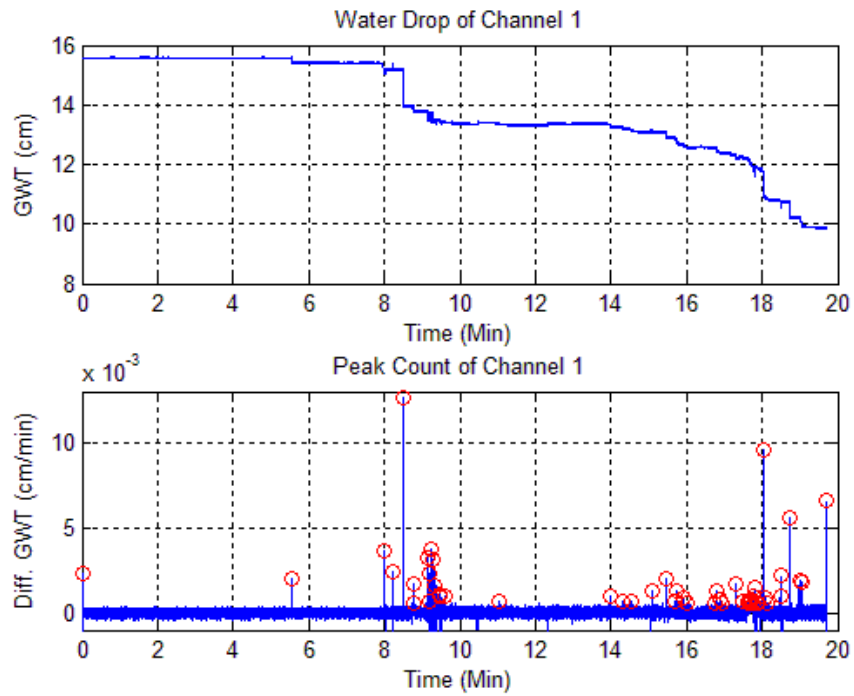 Water Drop of Channel 1
16
14
12
10
8
GWT (cm)
0 2 4 6 8 10 12 14 16 18 20
Time (Min)
x 10^-3
Peak Count of Channel 1
10
5
0
Diff. GWT (cm/min)
0 2 4 6 8 10 12 14 16 18 20
Time (Min)